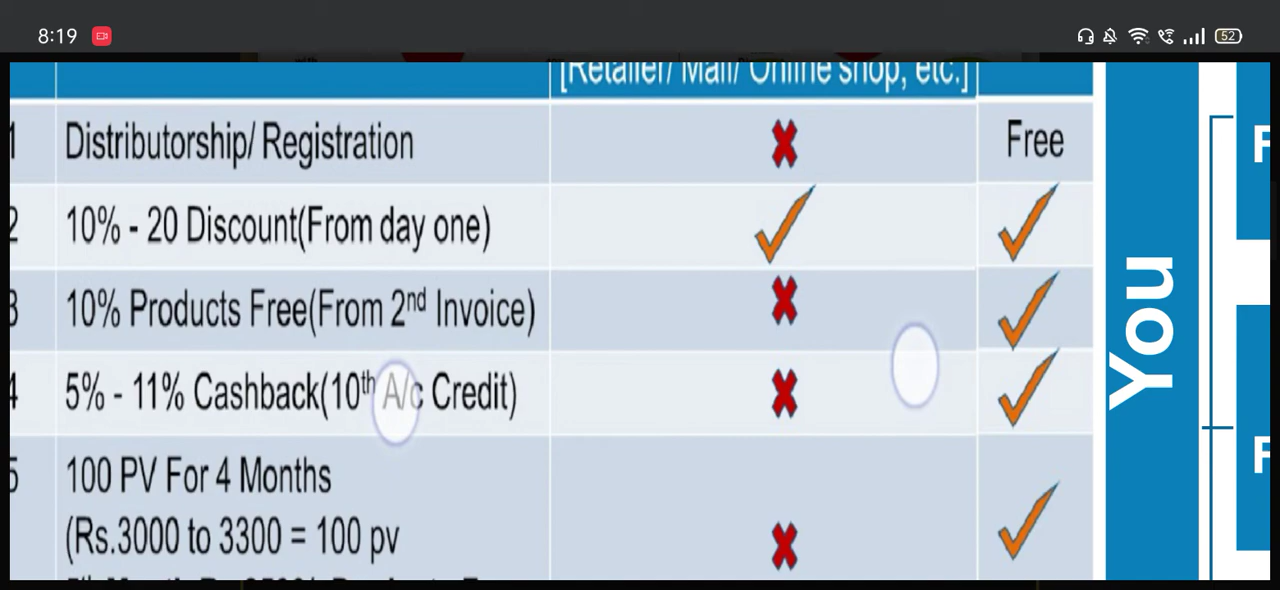 8:19
52
[Retailer/ Mall/ Online shop, etc.]
1 Distributorship/ Registration Free
2 10% - 20 Discount(From day one)
3 10% Products Free(From 2nd Invoice)
4 5% - 11% Cashback(10th A/c Credit)
5 100 PV For 4 Months
(Rs.3000 to 3300 = 100 pv
You
F
F